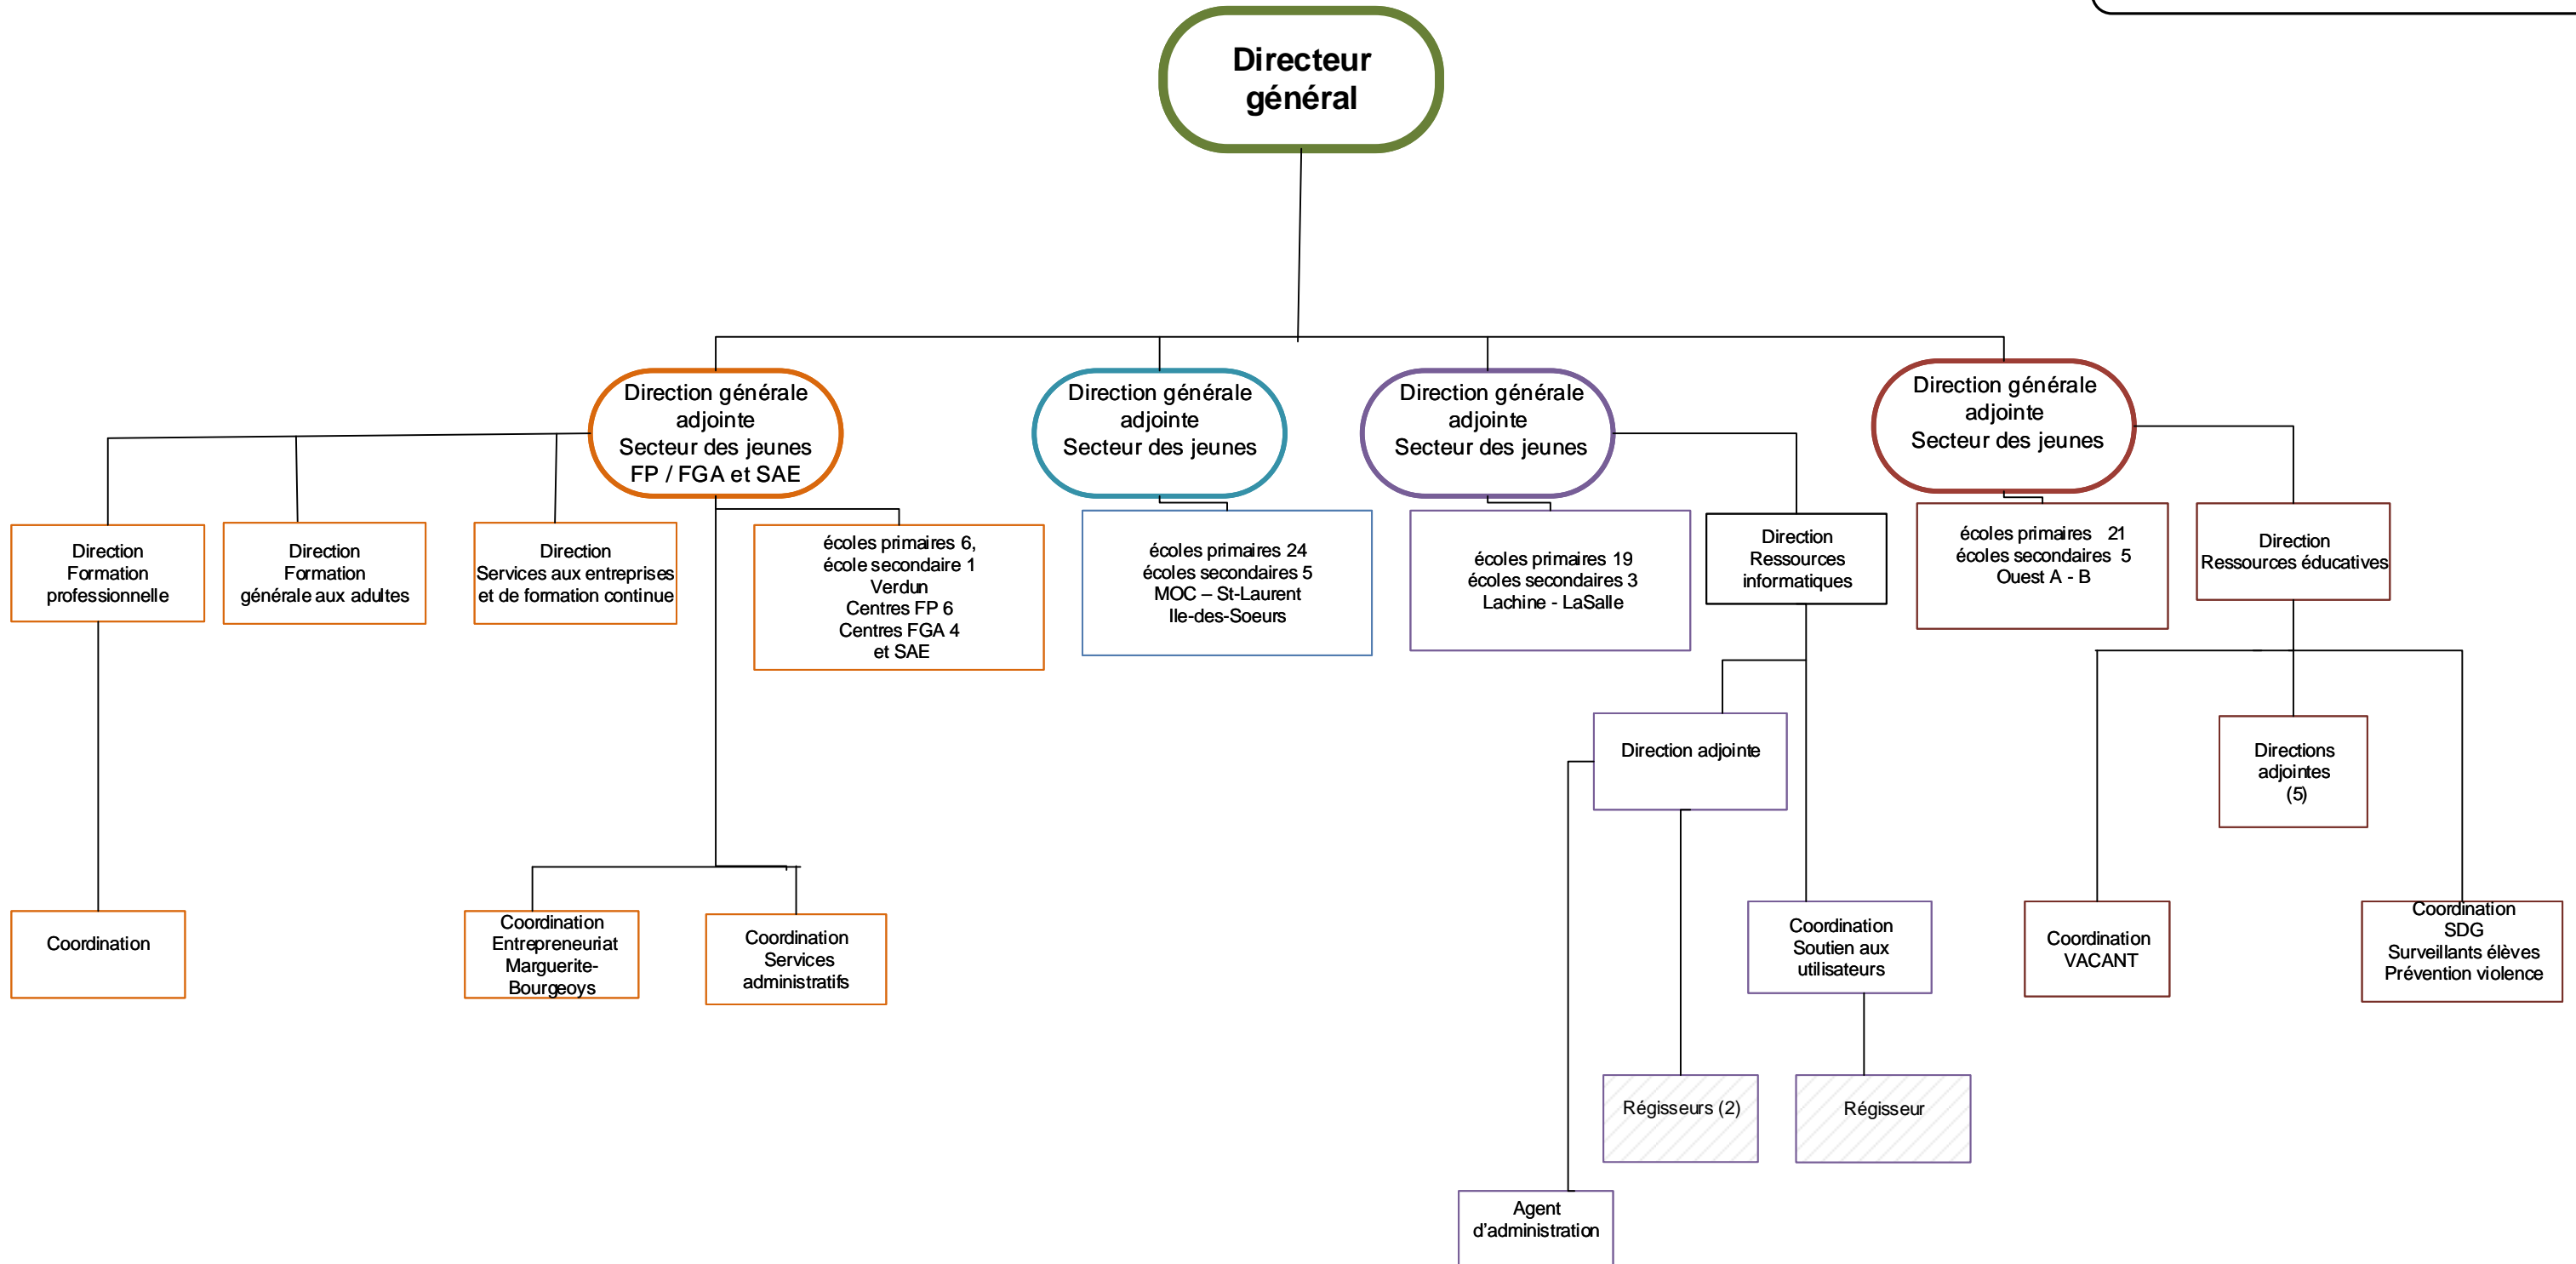 Directeur
général
Direction générale
adjointe
Secteur des jeunes
FP / FGA et SAE
Direction générale
adjointe
Secteur des jeunes
Direction générale
adjointe
Secteur des jeunes
Direction générale
adjointe
Secteur des jeunes
Direction
Formation
professionnelle
Direction
Formation
générale aux adultes
Direction
Services aux entreprises
et de formation continue
écoles primaires 6,
école secondaire 1
Verdun
Centres FP 6
Centres FGA 4
et SAE
écoles primaires 24
écoles secondaires 5
MOC – St-Laurent
Ile-des-Soeurs
écoles primaires 19
écoles secondaires 3
Lachine - LaSalle
Direction
Ressources
informatiques
écoles primaires 21
écoles secondaires 5
Ouest A - B
Direction
Ressources éducatives
Direction adjointe
Directions
adjointes
(5)
Coordination
Coordination
Entrepreneuriat
Marguerite-
Bourgeoys
Coordination
Services
administratifs
Coordination
Soutien aux
utilisateurs
Coordination
VACANT
Coordination
SDG
Surveillants élèves
Prévention violence
Régisseurs (2)
Régisseur
Agent
d’administration